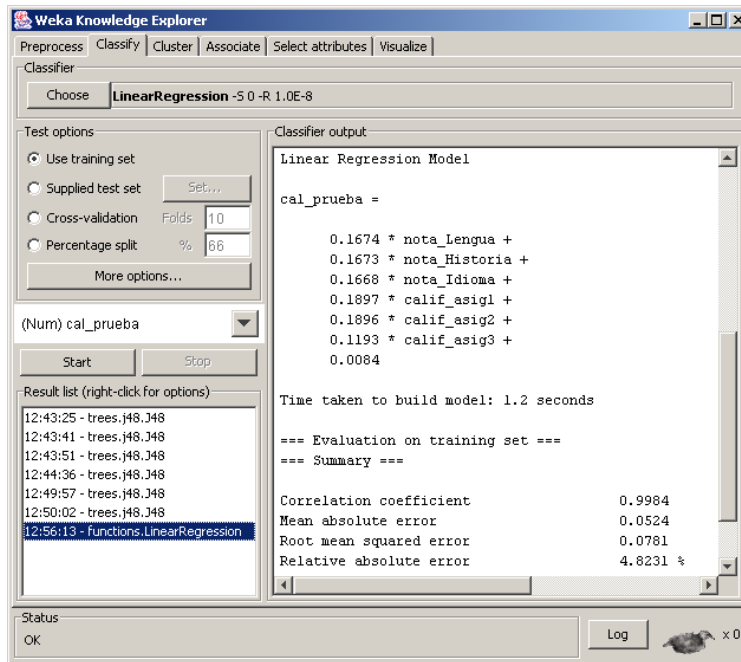 Weka Knowledge Explorer
Preprocess Classify Cluster Associate Select attributes Visualize
Classifier
Choose LinearRegression -S 0 -R 1.0E-8
Test options
Use training set
Supplied test set Set...
Cross-validation Folds 10
Percentage split % 66
More options...
(Num) cal_prueba
Start Stop
Result list (right-click for options)
12:43:25 - trees.j48.J48
12:43:41 - trees.j48.J48
12:43:51 - trees.j48.J48
12:44:36 - trees.j48.J48
12:49:57 - trees.j48.J48
12:50:02 - trees.j48.J48
12:56:13 - functions.LinearRegression
Classifier output
Linear Regression Model
cal_prueba =
0.1674 * nota_Lengua +
0.1673 * nota_Historia +
0.1668 * nota_Idioma +
0.1897 * calif_asig1 +
0.1896 * calif_asig2 +
0.1193 * calif_asig3 +
0.0084
Time taken to build model: 1.2 seconds
=== Evaluation on training set ===
=== Summary ===
Correlation coefficient 0.9984
Mean absolute error 0.0524
Root mean squared error 0.0781
Relative absolute error 4.8231 %
Status
OK
Log x 0